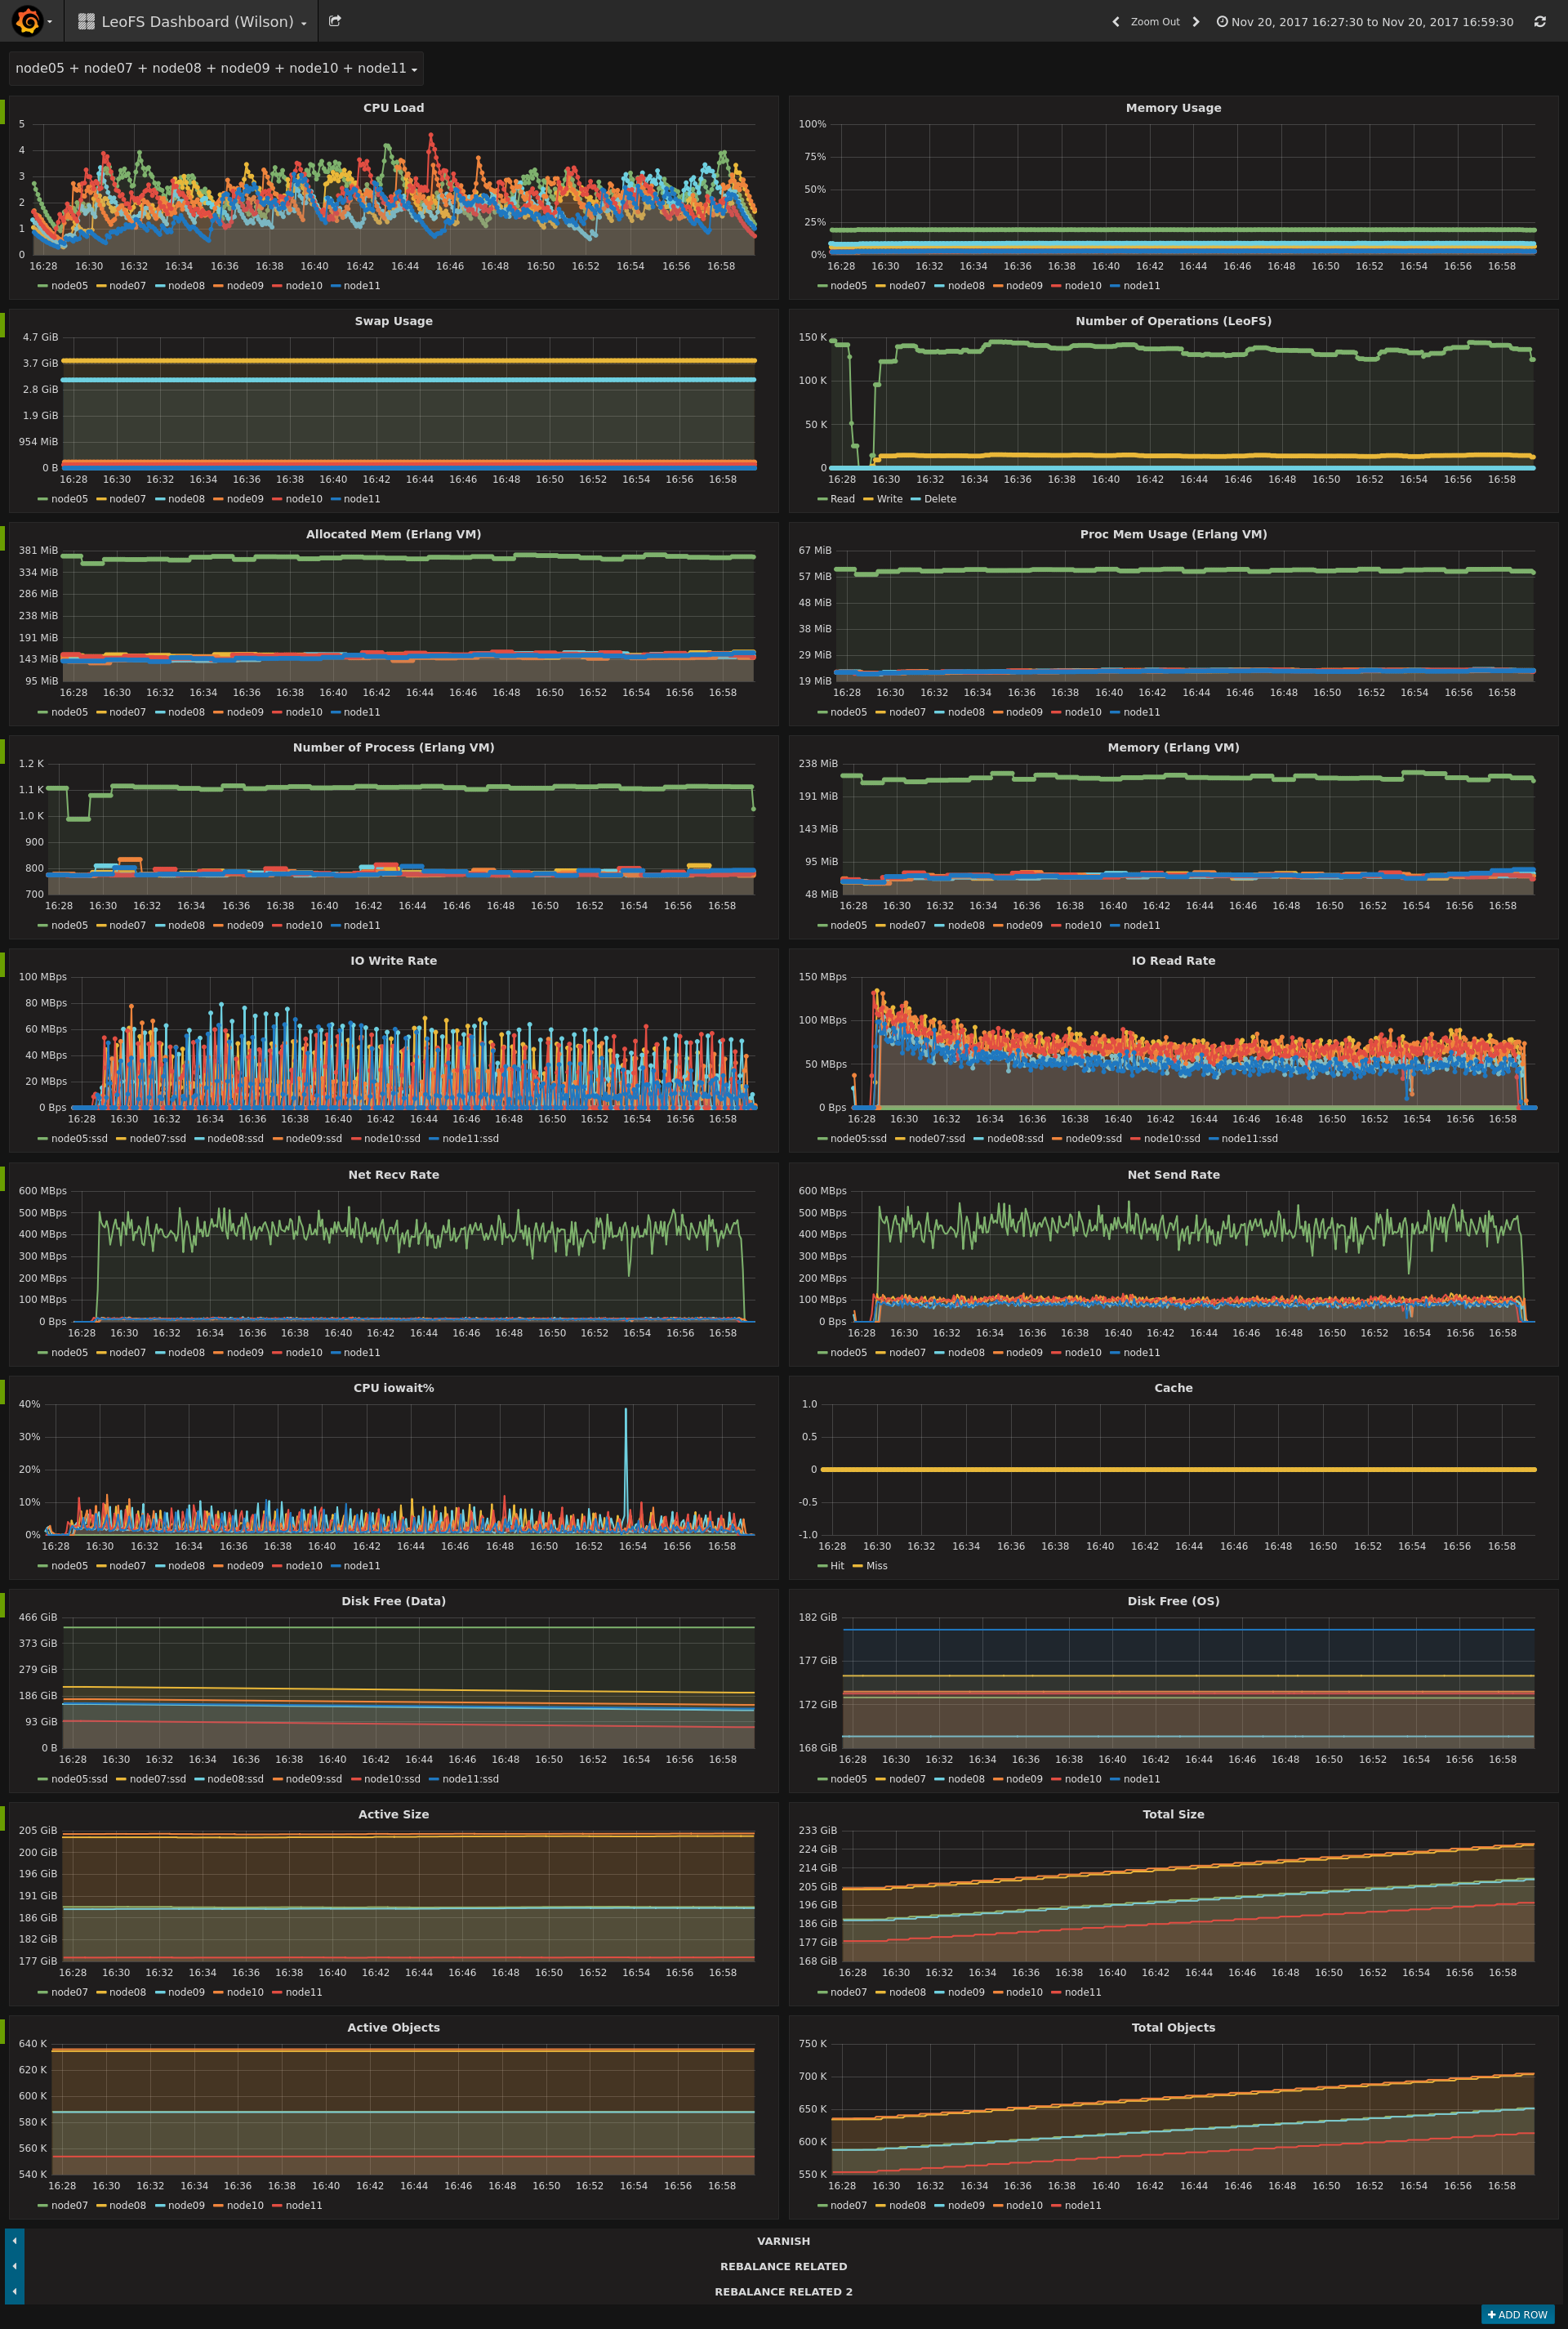 LeoFS Dashboard (Wilson)
Zoom Out
Nov 20, 2017 16:27:30 to Nov 20, 2017 16:59:30
node05 + node07 + node08 + node09 + node10 + node11
CPU Load
5
4
3
2
1
0
16:28 16:30 16:32 16:34 16:36 16:38 16:40 16:42 16:44 16:46 16:48 16:50 16:52 16:54 16:56 16:58
node05 node07 node08 node09 node10 node11
Memory Usage
100%
75%
50%
25%
0%
16:28 16:30 16:32 16:34 16:36 16:38 16:40 16:42 16:44 16:46 16:48 16:50 16:52 16:54 16:56 16:58
node05 node07 node08 node09 node10 node11
Swap Usage
4.7 GiB
3.7 GiB
2.8 GiB
1.9 GiB
954 MiB
0 B
16:28 16:30 16:32 16:34 16:36 16:38 16:40 16:42 16:44 16:46 16:48 16:50 16:52 16:54 16:56 16:58
node05 node07 node08 node09 node10 node11
Number of Operations (LeoFS)
150 K
100 K
50 K
0
16:28 16:30 16:32 16:34 16:36 16:38 16:40 16:42 16:44 16:46 16:48 16:50 16:52 16:54 16:56 16:58
Read Write Delete
Allocated Mem (Erlang VM)
381 MiB
334 MiB
286 MiB
238 MiB
191 MiB
143 MiB
95 MiB
16:28 16:30 16:32 16:34 16:36 16:38 16:40 16:42 16:44 16:46 16:48 16:50 16:52 16:54 16:56 16:58
node05 node07 node08 node09 node10 node11
Proc Mem Usage (Erlang VM)
67 MiB
57 MiB
48 MiB
38 MiB
29 MiB
19 MiB
16:28 16:30 16:32 16:34 16:36 16:38 16:40 16:42 16:44 16:46 16:48 16:50 16:52 16:54 16:56 16:58
node05 node07 node08 node09 node10 node11
Number of Process (Erlang VM)
1.2 K
1.1 K
1.0 K
900
800
700
16:28 16:30 16:32 16:34 16:36 16:38 16:40 16:42 16:44 16:46 16:48 16:50 16:52 16:54 16:56 16:58
node05 node07 node08 node09 node10 node11
Memory (Erlang VM)
238 MiB
191 MiB
143 MiB
95 MiB
48 MiB
16:28 16:30 16:32 16:34 16:36 16:38 16:40 16:42 16:44 16:46 16:48 16:50 16:52 16:54 16:56 16:58
node05 node07 node08 node09 node10 node11
IO Write Rate
100 MBps
80 MBps
60 MBps
40 MBps
20 MBps
0 Bps
16:28 16:30 16:32 16:34 16:36 16:38 16:40 16:42 16:44 16:46 16:48 16:50 16:52 16:54 16:56 16:58
node05:ssd node07:ssd node08:ssd node09:ssd node10:ssd node11:ssd
IO Read Rate
150 MBps
100 MBps
50 MBps
0 Bps
16:28 16:30 16:32 16:34 16:36 16:38 16:40 16:42 16:44 16:46 16:48 16:50 16:52 16:54 16:56 16:58
node05:ssd node07:ssd node08:ssd node09:ssd node10:ssd node11:ssd
Net Recv Rate
600 MBps
500 MBps
400 MBps
300 MBps
200 MBps
100 MBps
0 Bps
16:28 16:30 16:32 16:34 16:36 16:38 16:40 16:42 16:44 16:46 16:48 16:50 16:52 16:54 16:56 16:58
node05 node07 node08 node09 node10 node11
Net Send Rate
600 MBps
500 MBps
400 MBps
300 MBps
200 MBps
100 MBps
0 Bps
16:28 16:30 16:32 16:34 16:36 16:38 16:40 16:42 16:44 16:46 16:48 16:50 16:52 16:54 16:56 16:58
node05 node07 node08 node09 node10 node11
CPU iowait%
40%
30%
20%
10%
0%
16:28 16:30 16:32 16:34 16:36 16:38 16:40 16:42 16:44 16:46 16:48 16:50 16:52 16:54 16:56 16:58
node05 node07 node08 node09 node10 node11
Cache
1.0
0.5
0
-0.5
-1.0
16:28 16:30 16:32 16:34 16:36 16:38 16:40 16:42 16:44 16:46 16:48 16:50 16:52 16:54 16:56 16:58
Hit Miss
Disk Free (Data)
466 GiB
373 GiB
279 GiB
186 GiB
93 GiB
0 B
16:28 16:30 16:32 16:34 16:36 16:38 16:40 16:42 16:44 16:46 16:48 16:50 16:52 16:54 16:56 16:58
node05:ssd node07:ssd node08:ssd node09:ssd node10:ssd node11:ssd
Disk Free (OS)
182 GiB
177 GiB
172 GiB
168 GiB
16:28 16:30 16:32 16:34 16:36 16:38 16:40 16:42 16:44 16:46 16:48 16:50 16:52 16:54 16:56 16:58
node05 node07 node08 node09 node10 node11
Active Size
205 GiB
200 GiB
196 GiB
191 GiB
186 GiB
182 GiB
177 GiB
16:28 16:30 16:32 16:34 16:36 16:38 16:40 16:42 16:44 16:46 16:48 16:50 16:52 16:54 16:56 16:58
node07 node08 node09 node10 node11
Total Size
233 GiB
224 GiB
214 GiB
205 GiB
196 GiB
186 GiB
177 GiB
168 GiB
16:28 16:30 16:32 16:34 16:36 16:38 16:40 16:42 16:44 16:46 16:48 16:50 16:52 16:54 16:56 16:58
node07 node08 node09 node10 node11
Active Objects
640 K
620 K
600 K
580 K
560 K
540 K
16:28 16:30 16:32 16:34 16:36 16:38 16:40 16:42 16:44 16:46 16:48 16:50 16:52 16:54 16:56 16:58
node07 node08 node09 node10 node11
Total Objects
750 K
700 K
650 K
600 K
550 K
16:28 16:30 16:32 16:34 16:36 16:38 16:40 16:42 16:44 16:46 16:48 16:50 16:52 16:54 16:56 16:58
node07 node08 node09 node10 node11
VARNISH
REBALANCE RELATED
REBALANCE RELATED 2
ADD ROW